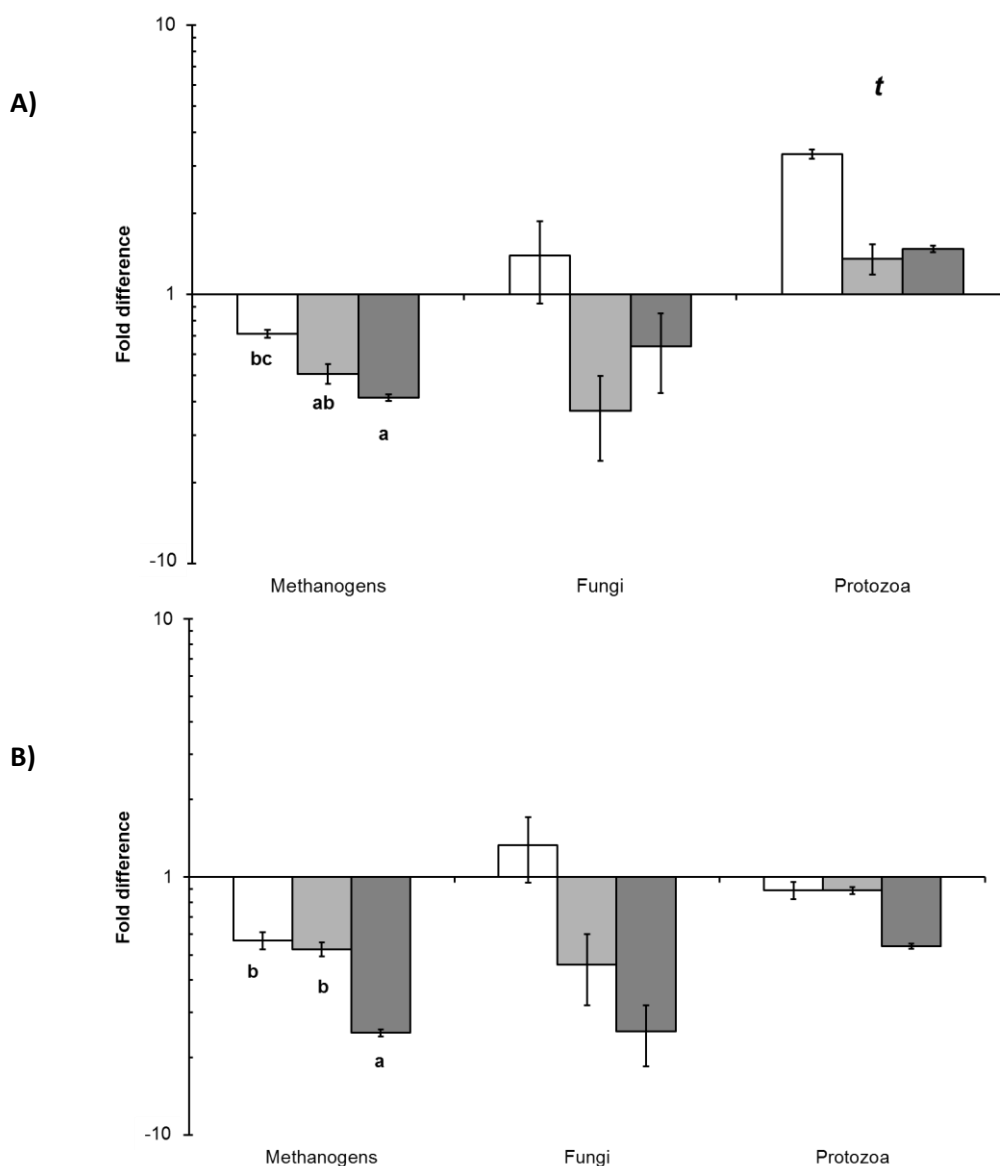 A)
Fold difference
10
1
-10
t
bc
ab
a
Methanogens Fungi Protozoa
B)
Fold difference
10
1
-10
b
b
a
Methanogens Fungi Protozoa